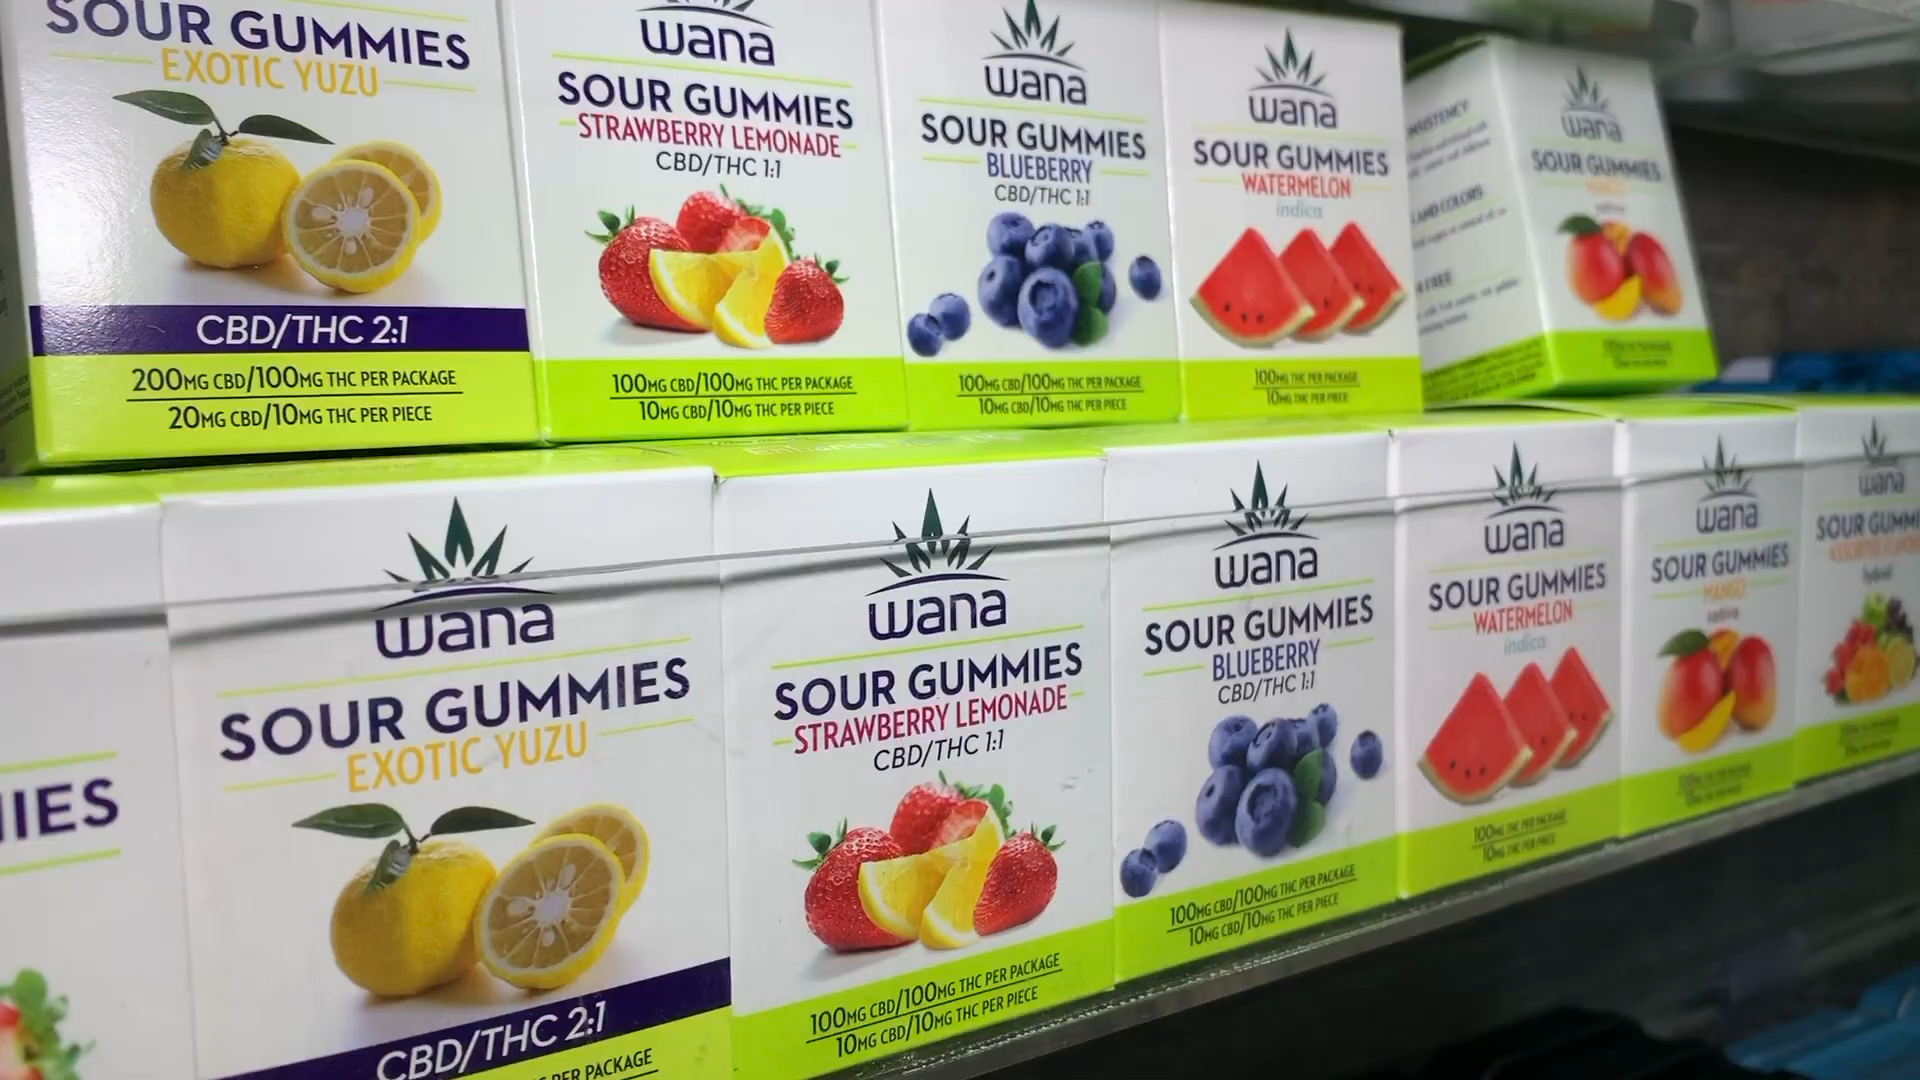 SOUR GUMMIES
EXOTIC YUZU
CBD/THC 2:1
200MG CBD/100MG THC PER PACKAGE
20MG CBD/10MG THC PER PIECE
wana
SOUR GUMMIES
STRAWBERRY LEMONADE
CBD/THC 1:1
100MG CBD/100MG THC PER PACKAGE
10MG CBD/10MG THC PER PIECE
wana
SOUR GUMMIES
BLUEBERRY
CBD/THC 1:1
100MG CBD/100MG THC PER PACKAGE
10MG CBD/10MG THC PER PIECE
wana
SOUR GUMMIES
WATERMELON
indica
100MG THC PER PACKAGE
10MG THC PER PIECE
AND COLORS
FREE
wana
SOUR GUMMIES
MIES
wana
SOUR GUMMIES
EXOTIC YUZU
CBD/THC 2:1
PER PACKAGE
wana
SOUR GUMMIES
STRAWBERRY LEMONADE
CBD/THC 1:1
100MG CBD/100MG THC PER PACKAGE
10MG CBD/10MG THC PER PIECE
wana
SOUR GUMMIES
BLUEBERRY
CBD/THC 1:1
100MG CBD/100MG THC PER PACKAGE
10MG CBD/10MG THC PER PIECE
wana
SOUR GUMMIES
WATERMELON
indica
100MG THC PER PACKAGE
10MG THC PER PIECE
wana
SOUR GUMMIES
MANGO
sativa
wana
SOUR GUMMI
hybrid